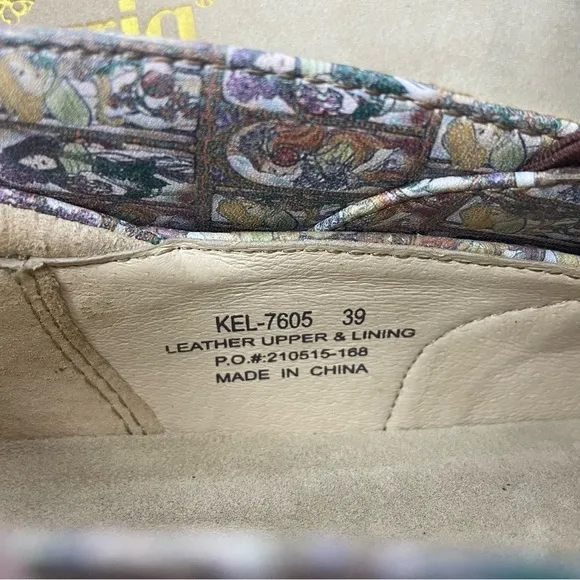 KEL-7605 39
LEATHER UPPER & LINING
P.O.#:210515-168
MADE IN CHINA